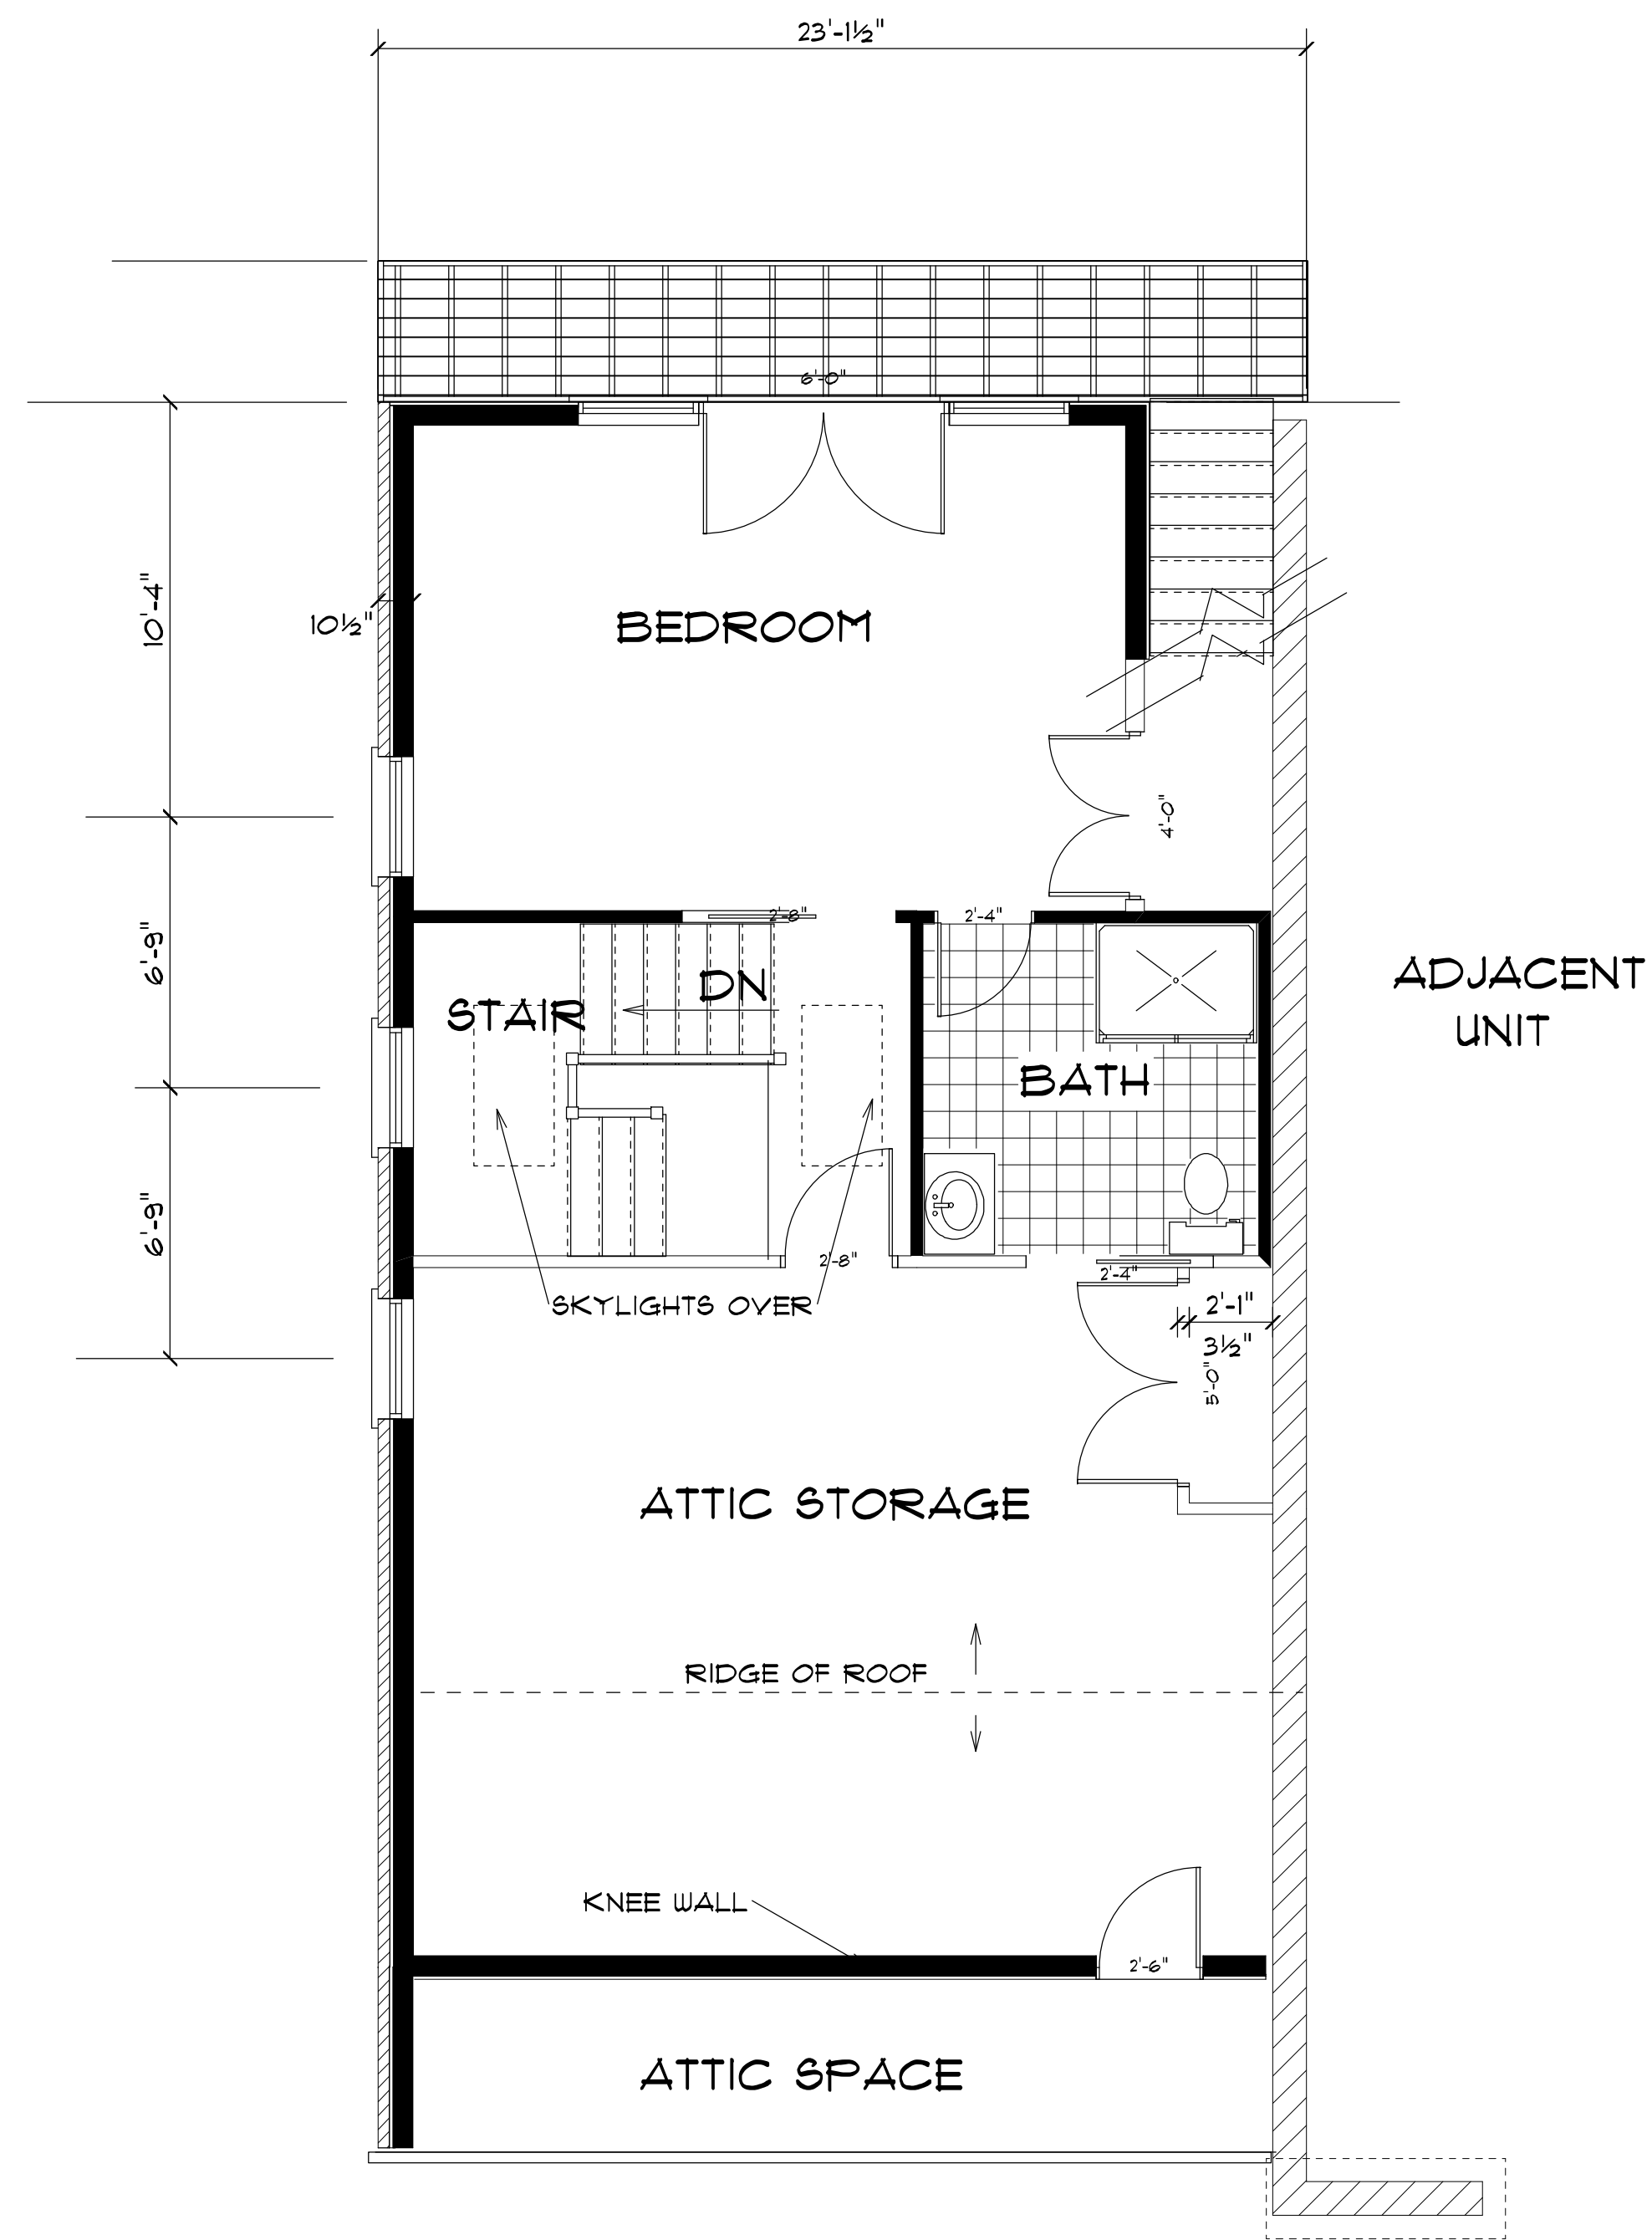 23'-1½"
6'-0"
10'-4"
10½"
BEDROOM
4'-0"
2'-8"
2'-4"
6'-9"
DN
STAIR
ADJACENT
UNIT
BATH
6'-9"
2'-8"
2'-4"
SKYLIGHTS OVER
2'-1"
3½"
5'-0"
ATTIC STORAGE
RIDGE OF ROOF
KNEE WALL
2'-6"
ATTIC SPACE